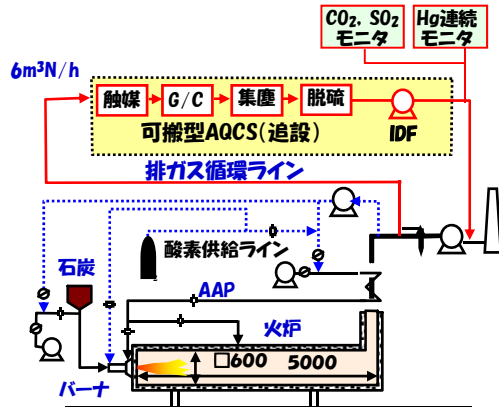 CO₂, SO₂
モニタ
Hg連続
モニタ
6m³N/h
触媒
G/C
集塵
脱硫
可搬型AQCS(追設)
IDF
排ガス循環ライン
酸素供給ライン
石炭
AAP
火炉
□600
5000
バーナ